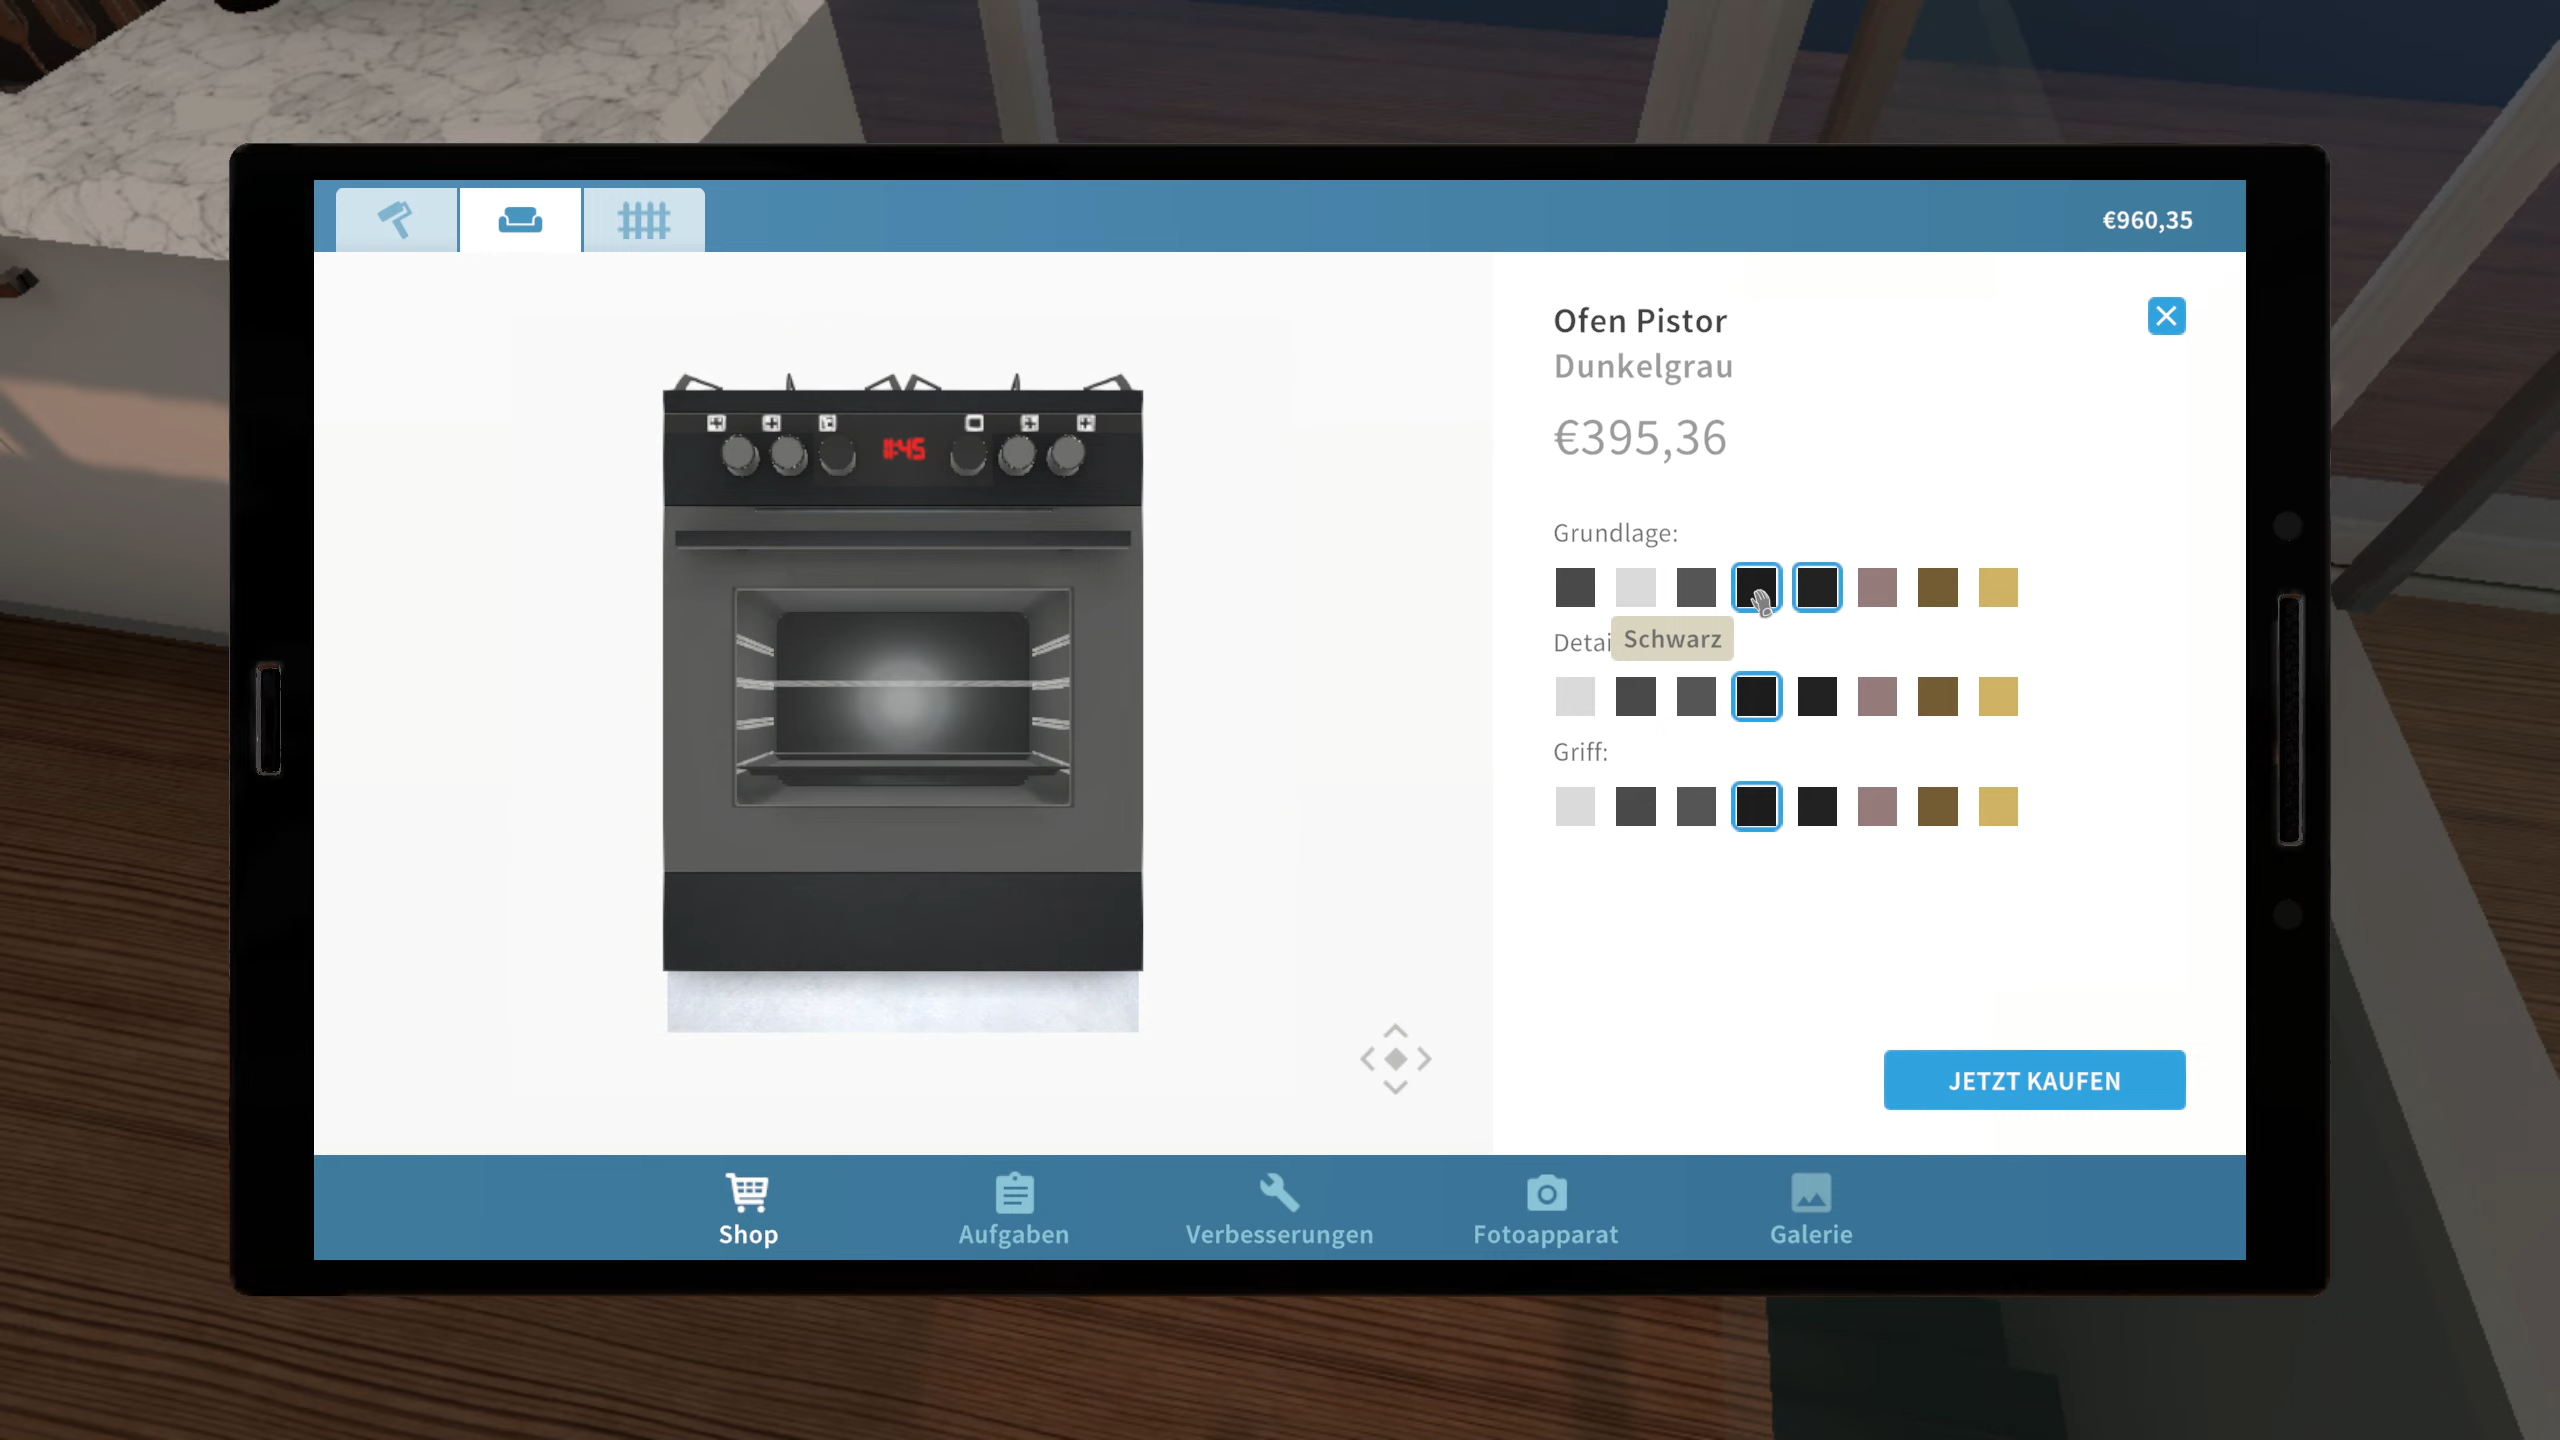 €960,35
Ofen Pistor
Dunkelgrau
€395,36
Grundlage:
Schwarz
Detai
Griff:
11:45
JETZT KAUFEN
Shop
Aufgaben
Verbesserungen
Fotoapparat
Galerie